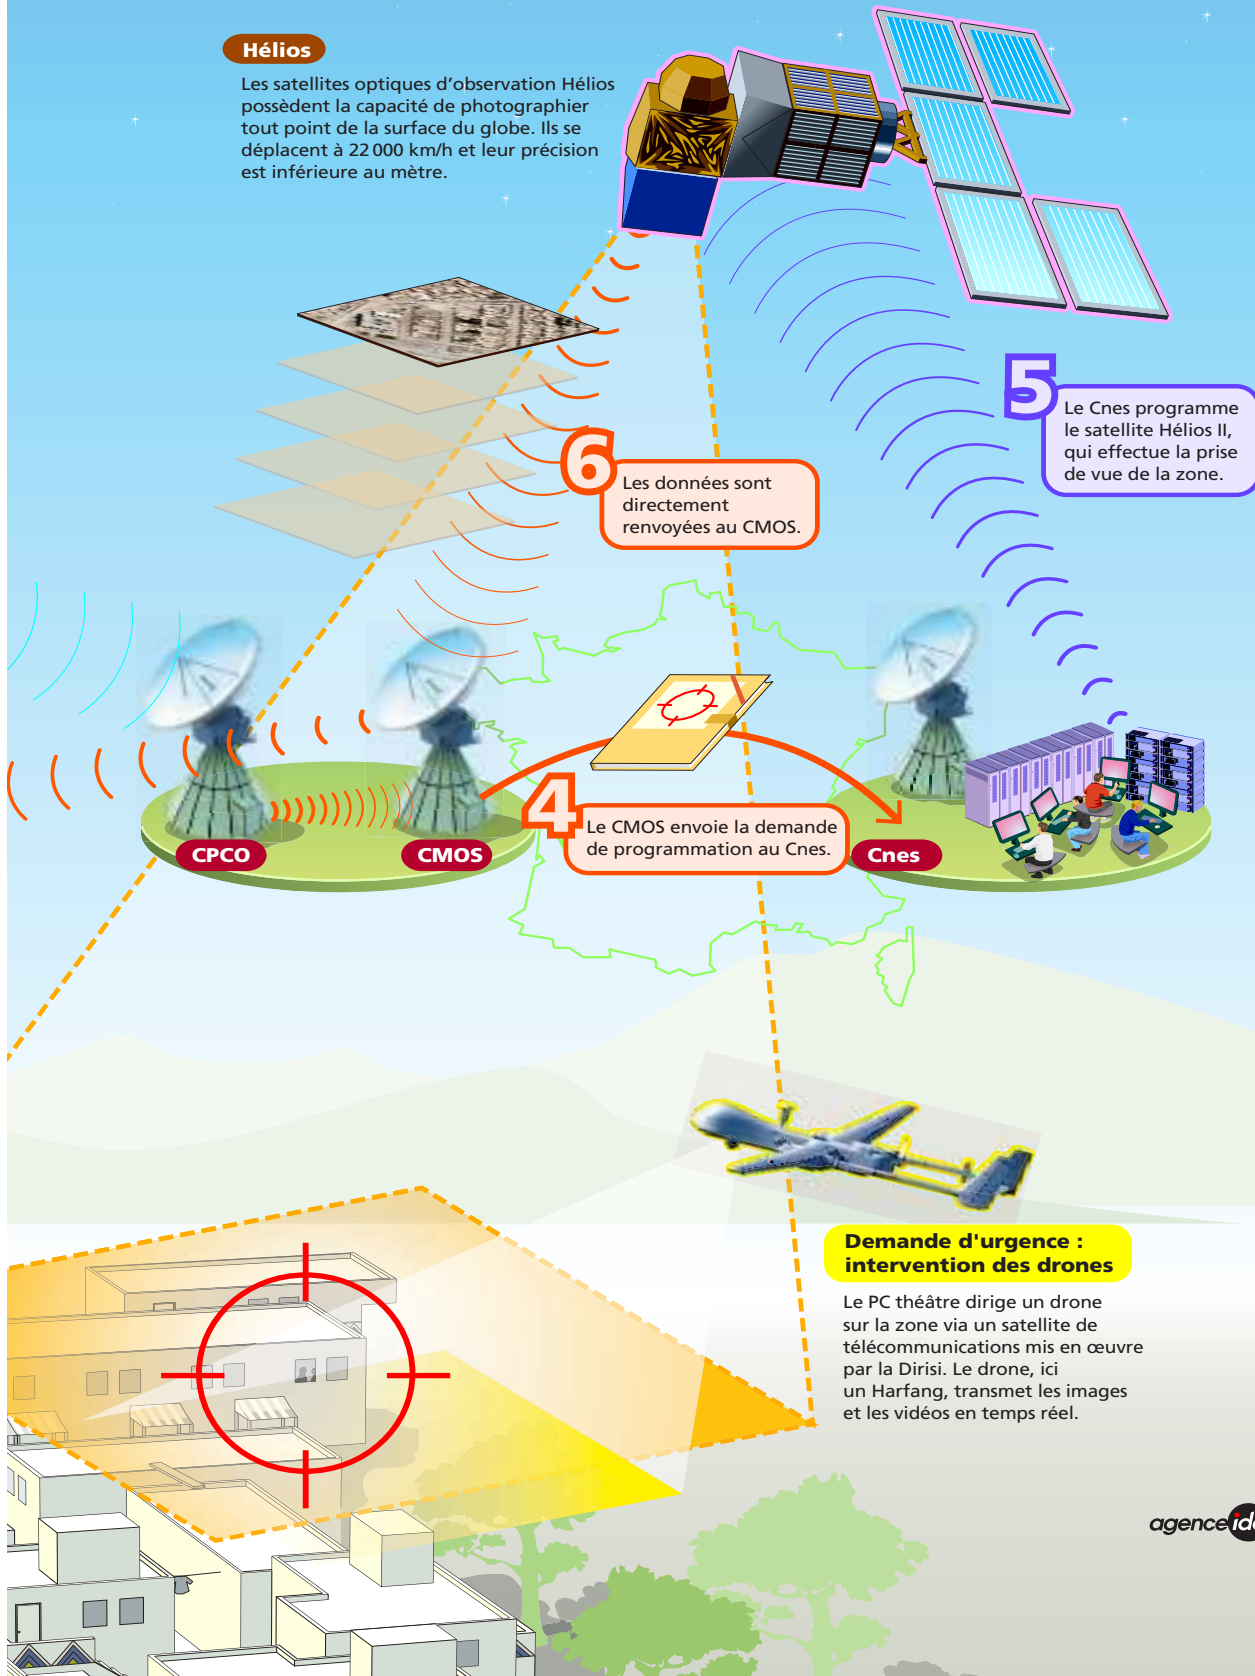 Hélios
Les satellites optiques d'observation Hélios
possèdent la capacité de photographier
tout point de la surface du globe. Ils se
déplacent à 22 000 km/h et leur précision
est inférieure au mètre.
5
Le Cnes programme
le satellite Hélios II,
qui effectue la prise
de vue de la zone.
6
Les données sont
directement
renvoyées au CMOS.
4
Le CMOS envoie la demande
de programmation au Cnes.
CPCO
CMOS
Cnes
Demande d'urgence :
intervention des drones
Le PC théâtre dirige un drone
sur la zone via un satellite de
télécommunications mis en œuvre
par la Dirisi. Le drone, ici
un Harfang, transmet les images
et les vidéos en temps réel.
agence